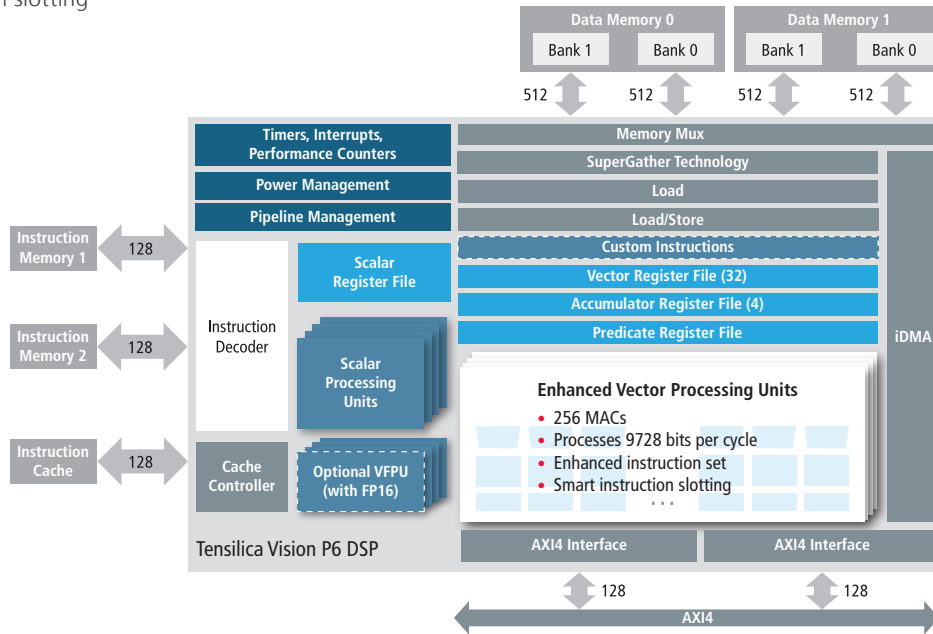 n slotting
Data Memory 0
Data Memory 1
Bank 1
Bank 0
Bank 1
Bank 0
512
512
512
512
Timers, Interrupts,
Performance Counters
Power Management
Pipeline Management
Memory Mux
SuperGather Technology
Load
Load/Store
Custom Instructions
Vector Register File (32)
Accumulator Register File (4)
Predicate Register File
iDMA
Instruction
Memory 1
128
Instruction
Memory 2
128
Instruction
Cache
128
Instruction
Decoder
Scalar
Register File
Scalar
Processing
Units
Cache
Controller
Optional VFPU
(with FP16)
Enhanced Vector Processing Units
• 256 MACs
• Processes 9728 bits per cycle
• Enhanced instruction set
• Smart instruction slotting
. . .
Tensilica Vision P6 DSP
AXI4 Interface
AXI4 Interface
128
128
AXI4